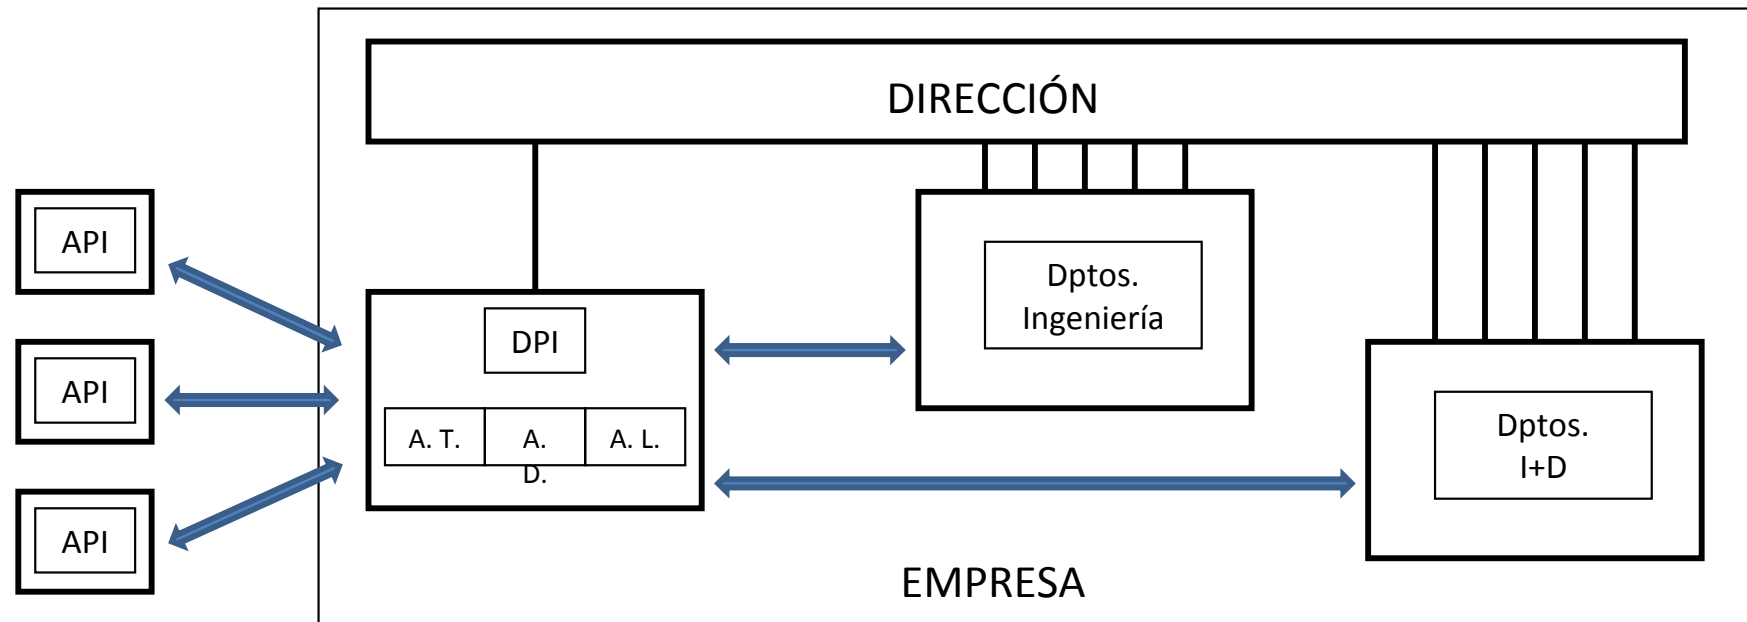 DIRECCIÓN
API
API
API
DPI
A. T.
A.
D.
A. L.
Dptos.
Ingeniería
Dptos.
I+D
EMPRESA